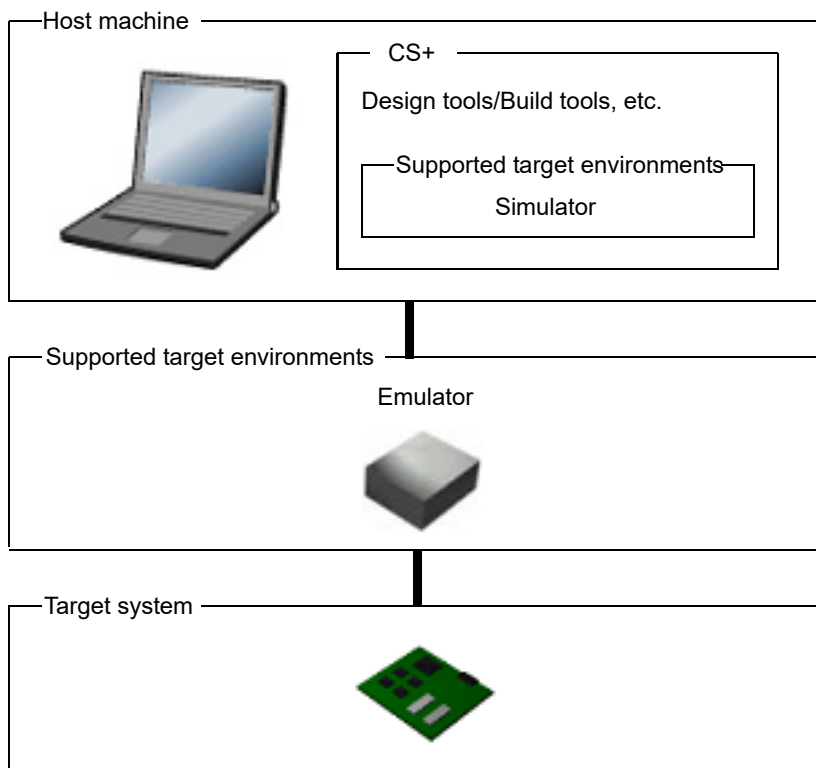 Host machine
CS+
Design tools/Build tools, etc.
Supported target environments
Simulator
Supported target environments
Emulator
Target system